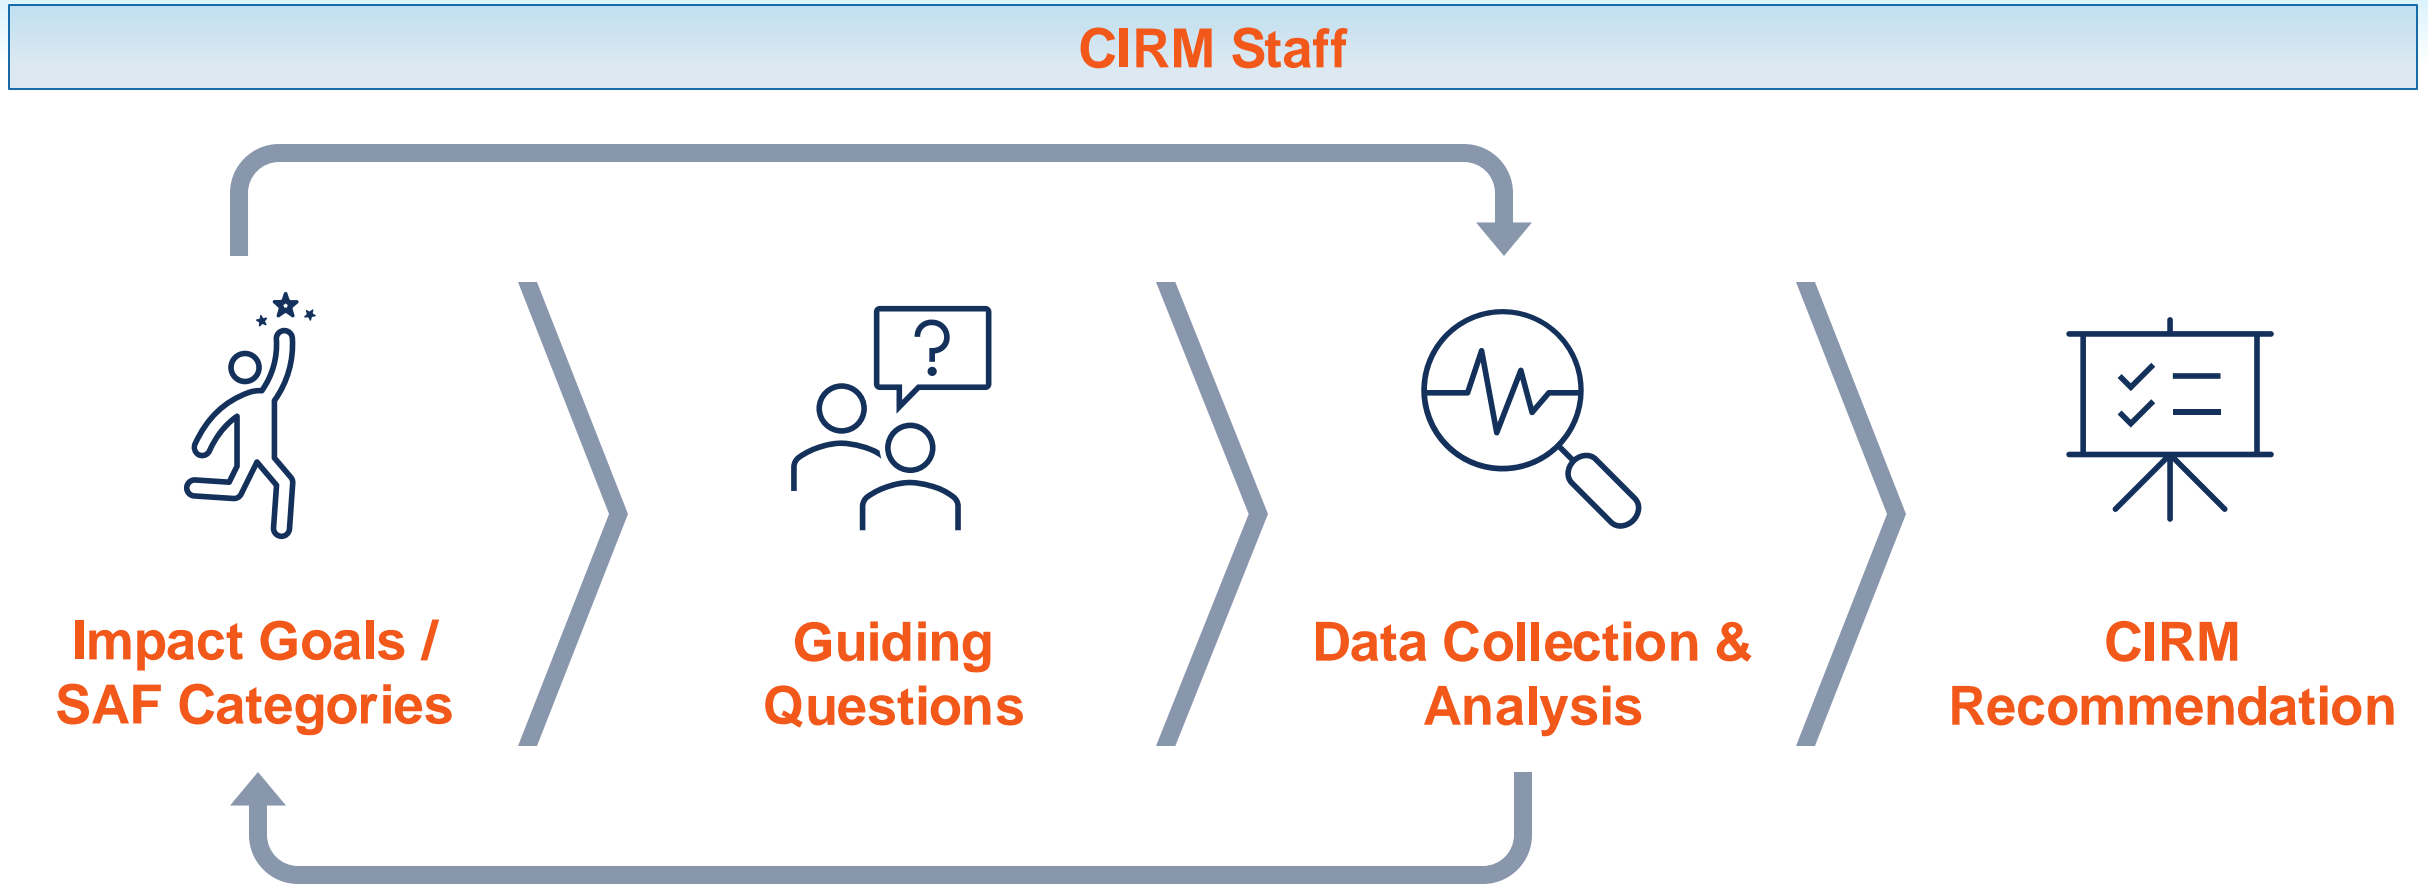 CIRM Staff
?
Impact Goals /
SAF Categories
Guiding
Questions
Data Collection &
Analysis
CIRM
Recommendation